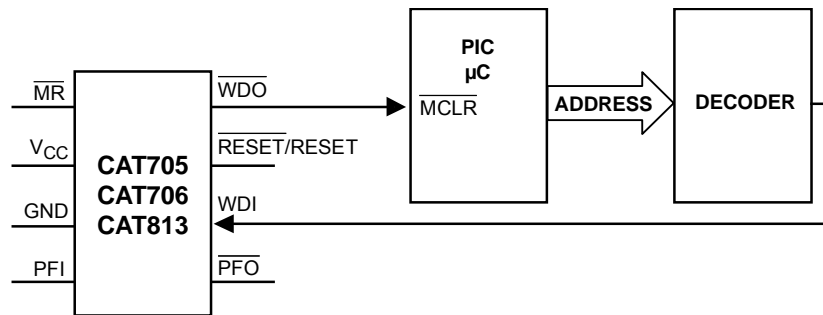 PIC
µC
MCLR
ADDRESS
DECODER
MR
VCC
GND
PFI
CAT705
CAT706
CAT813
WDO
RESET/RESET
WDI
PFO